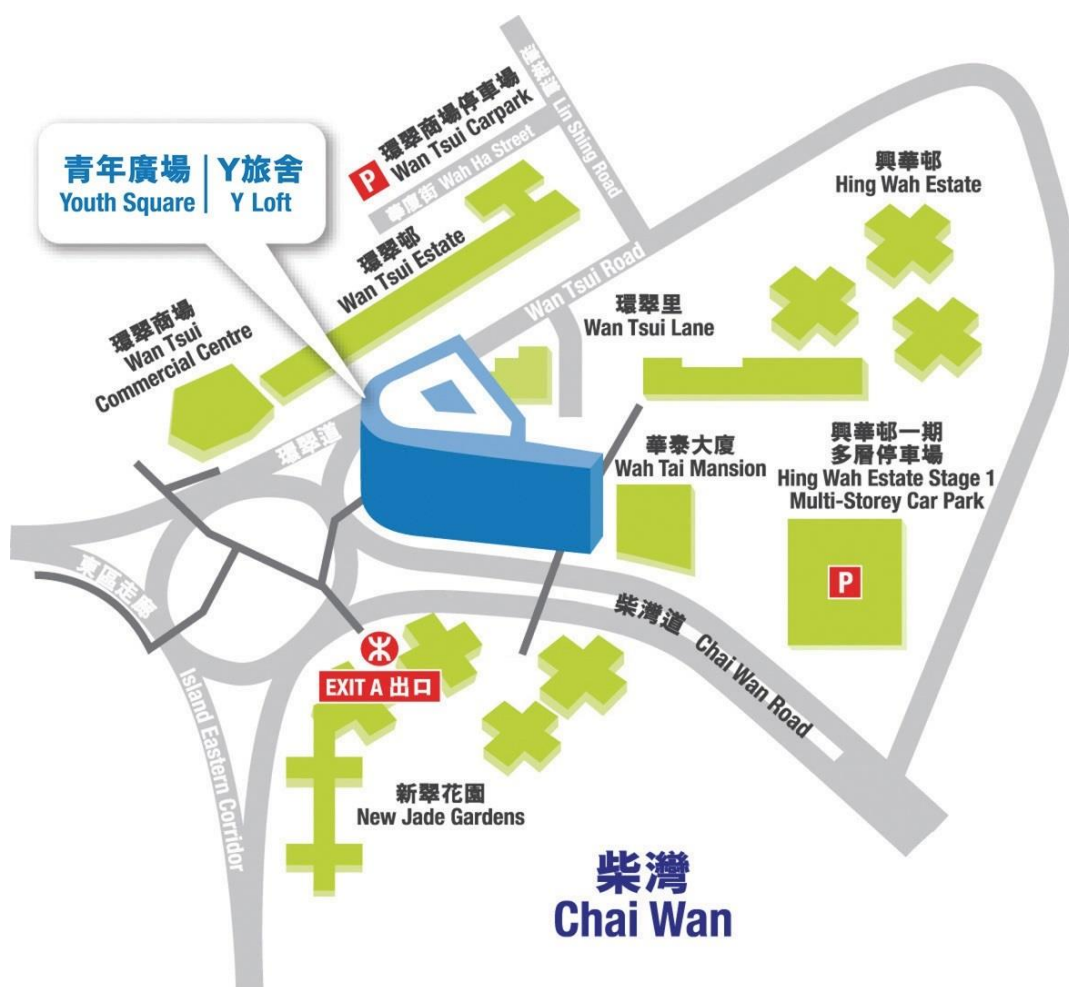 青年廣場 | Y旅舍
Youth Square | Y Loft
環翠商場停車場
Wan Tsui Carpark
P
華廈街 Wah Ha Street
連城道 Lin Shing Road
環翠邨
Wan Tsui Estate
興華邨
Hing Wah Estate
Wan Tsui Road
環翠里
Wan Tsui Lane
環翠商場
Wan Tsui
Commercial Centre
環翠道
華泰大廈
Wah Tai Mansion
興華邨一期
多層停車場
Hing Wah Estate Stage 1
Multi-Storey Car Park
P
東區走廊
Island Eastern Corridor
柴灣道 Chai Wan Road
EXIT A 出口
新翠花園
New Jade Gardens
柴灣
Chai Wan